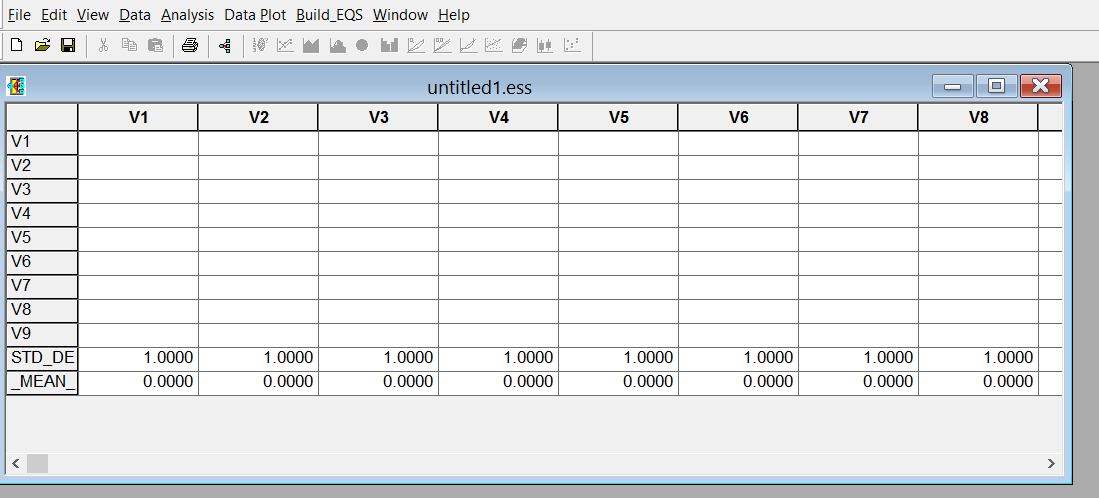 File Edit View Data Analysis Data Plot Build_EQS Window Help
untitled1.ess
V1 V2 V3 V4 V5 V6 V7 V8
V1
V2
V3
V4
V5
V6
V7
V8
V9
STD_DE 1.0000 1.0000 1.0000 1.0000 1.0000 1.0000 1.0000 1.0000
_MEAN_ 0.0000 0.0000 0.0000 0.0000 0.0000 0.0000 0.0000 0.0000